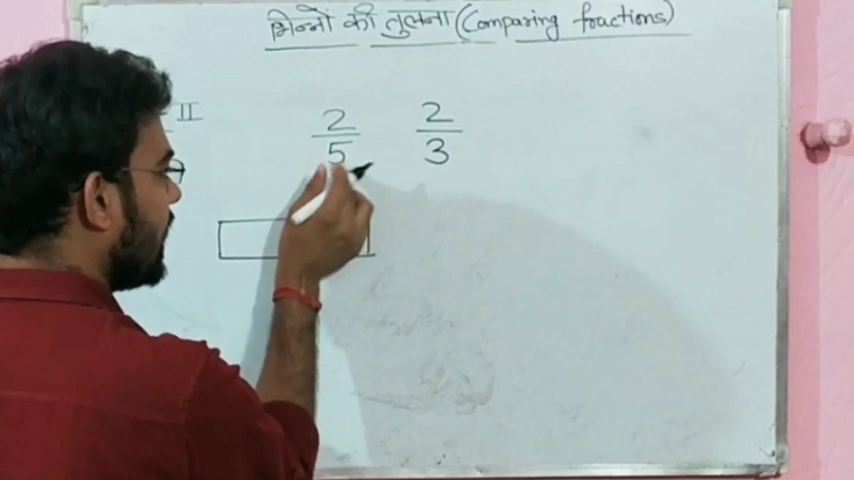 भिन्नों की तुलना (Comparing fractions)
II
2/5 2/3